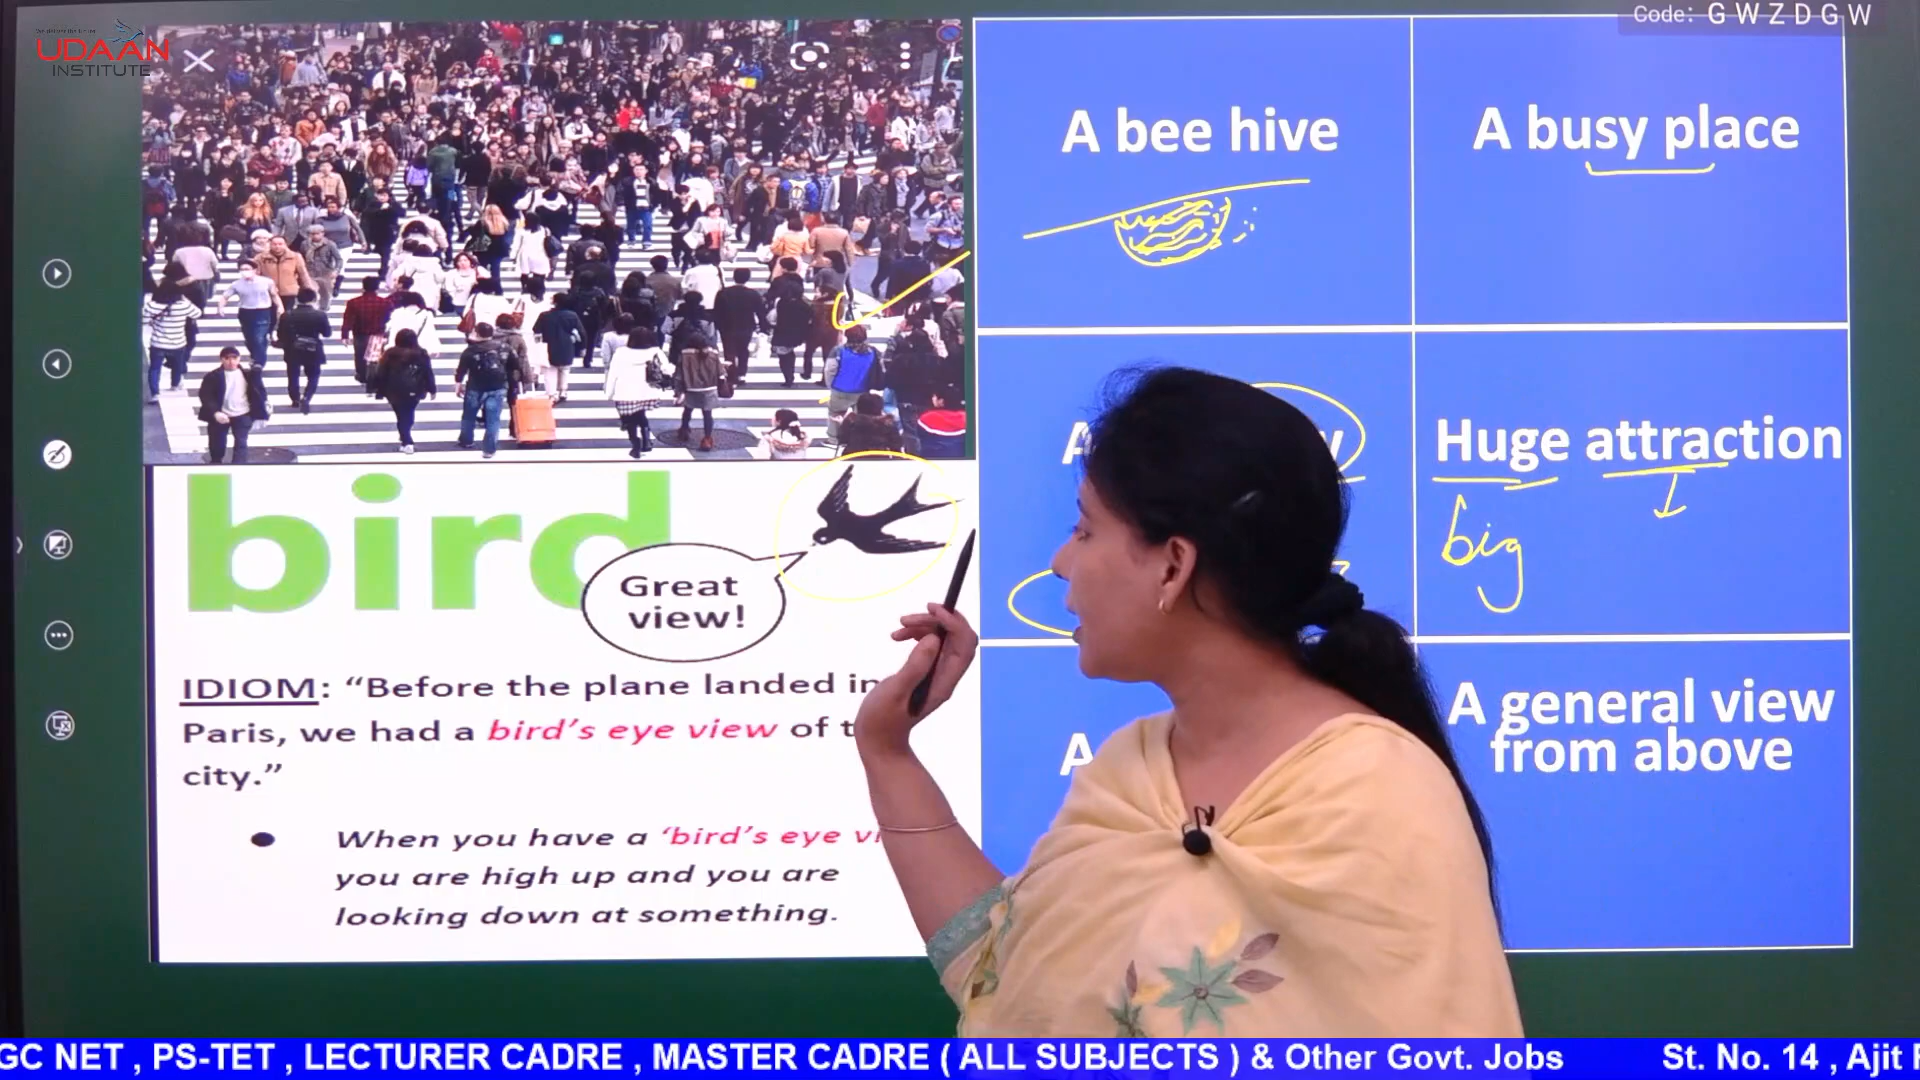 UDAAN
INSTITUTE
Code: GWZDGW
A bee hive
A busy place
A
Huge attraction
big
A
A general view
from above
bird
Great
view!
IDIOM: “Before the plane landed in
Paris, we had a bird’s eye view of
city.”
When you have a ‘bird’s eye
you are high up and you are
looking down at something.
GC NET , PS-TET , LECTURER CADRE , MASTER CADRE ( ALL SUBJECTS ) & Other Govt. Jobs
St. No. 14 , Ajit